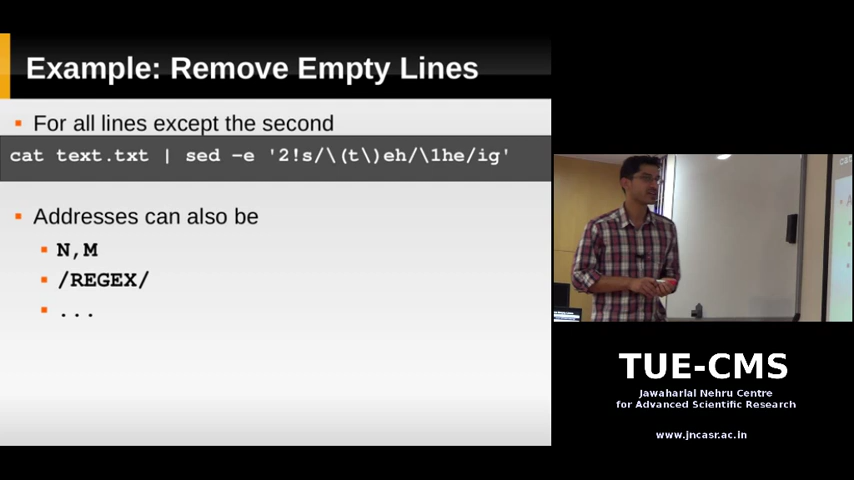 Example: Remove Empty Lines
For all lines except the second
cat text.txt | sed -e '2!s/\(t\)eh/\1he/ig'
Addresses can also be
N,M
/REGEX/
...
TUE-CMS
Jawaharlal Nehru Centre
for Advanced Scientific Research
www.jncasr.ac.in